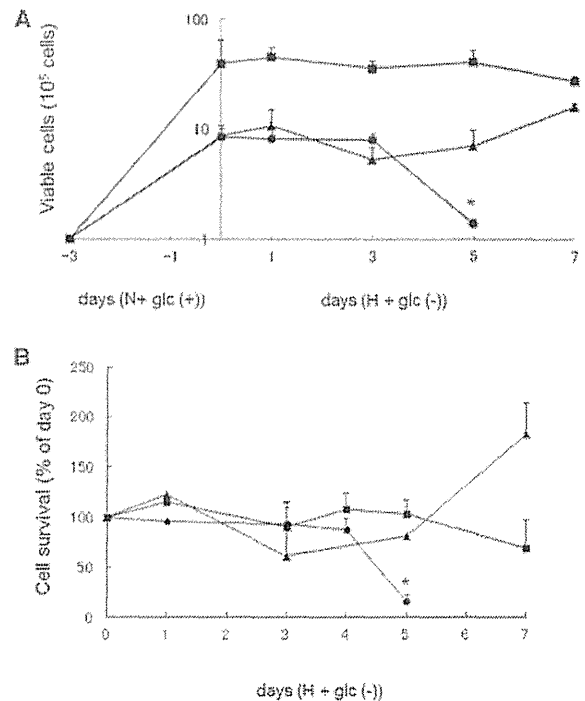 A
Viable cells (10⁵ cells)
100
10
1
-3 -1 1 3 5 7
days (N+ glc (+)) days (H + glc (-))
*
B
Cell survival (% of day 0)
250
200
150
100
50
0
0 1 2 3 4 5 6 7
*
days (H + glc (-))